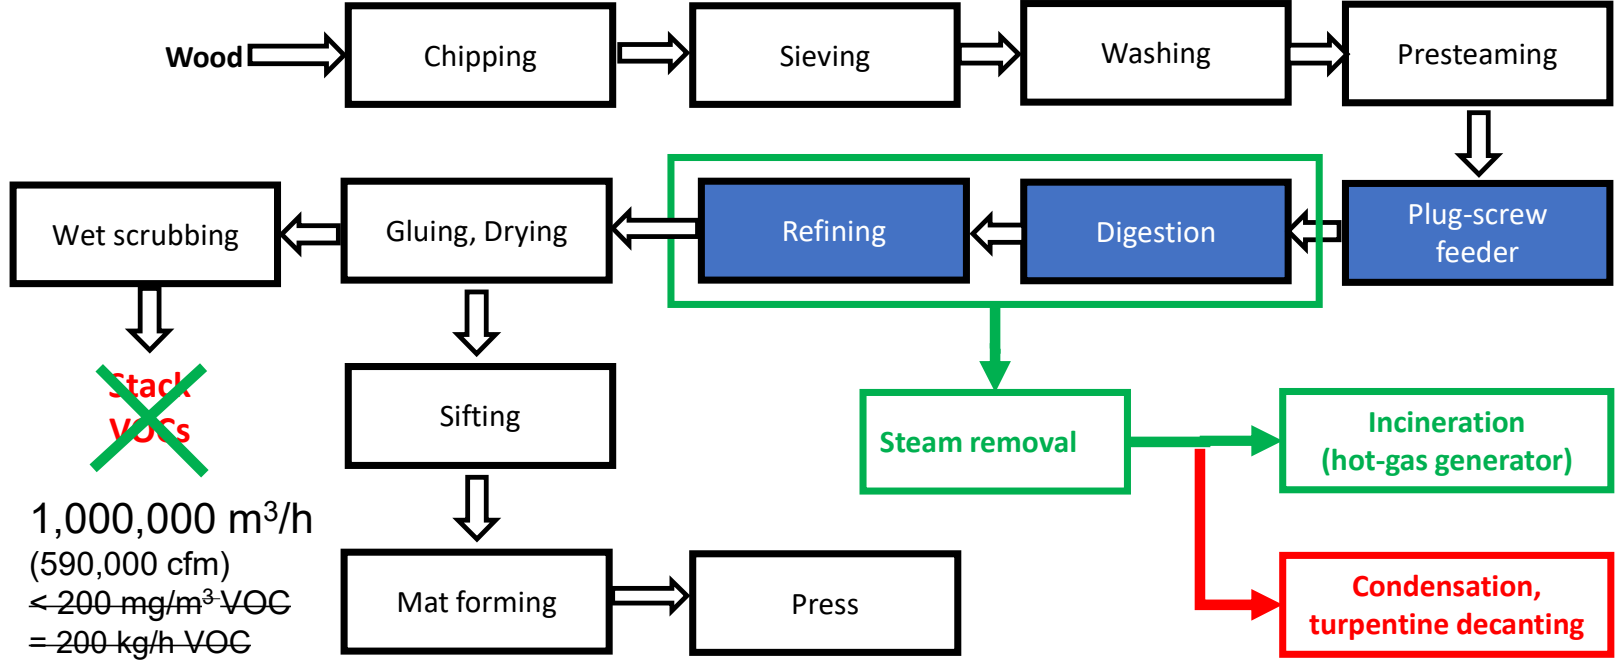 Wood
Chipping
Sieving
Washing
Presteaming
Wet scrubbing
Gluing, Drying
Refining
Digestion
Plug-screw
feeder
Stack
VOCs
Sifting
Steam removal
Incineration
(hot-gas generator)
1,000,000 m³/h
(590,000 cfm)
< 200 mg/m³ VOC
= 200 kg/h VOC
Mat forming
Press
Condensation,
turpentine decanting